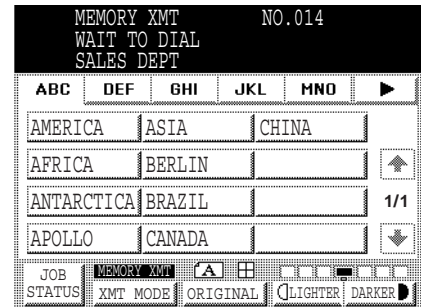 MEMORY XMT NO.014
WAIT TO DIAL
SALES DEPT
ABC DEF GHI JKL MNO
AMERICA ASIA CHINA
AFRICA BERLIN
ANTARCTICA BRAZIL 1/1
APOLLO CANADA
JOB STATUS
MEMORY XMT A
XMT MODE ORIGINAL LIGHTER DARKER